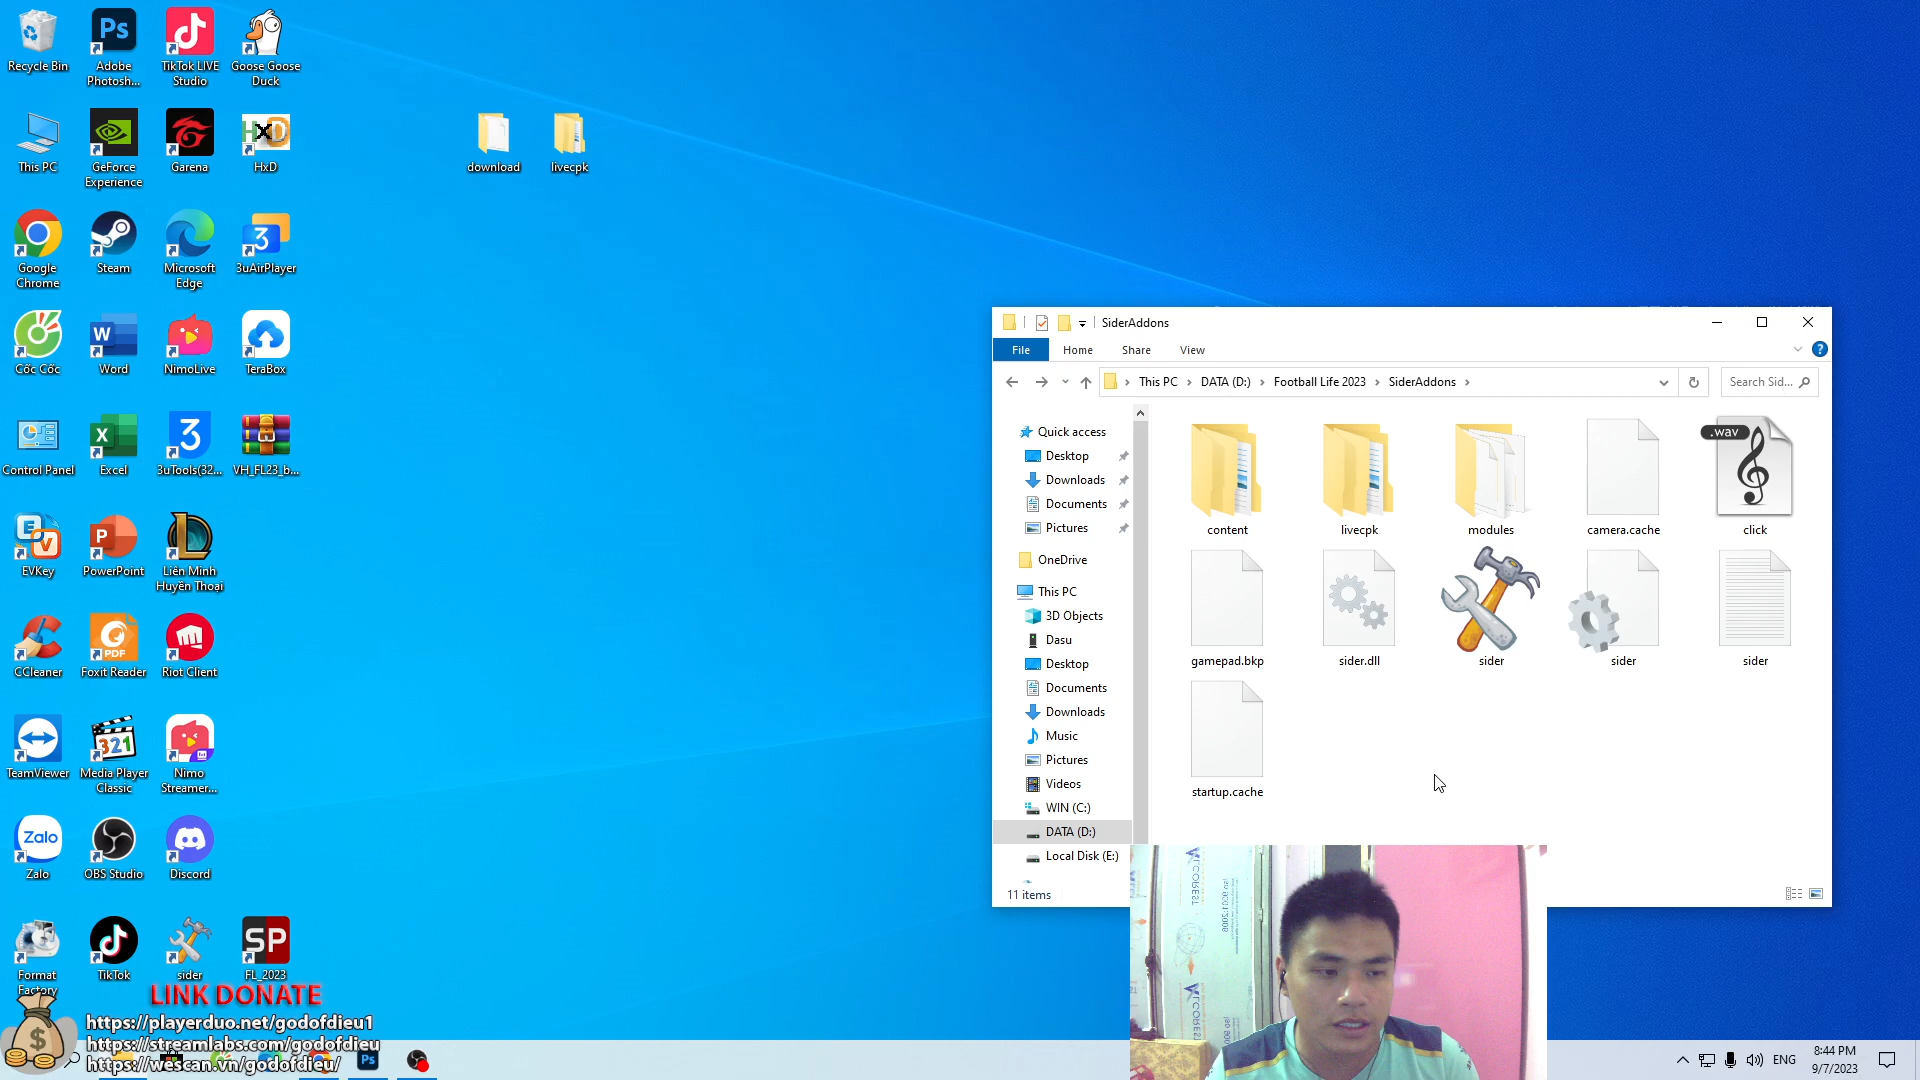 Recycle Bin
Adobe
Photosh...
TikTok LIVE
Studio
Goose Goose
Duck
This PC
GeForce
Experience
Garena
HxD
download
livecpk
Google
Chrome
Steam
Microsoft
Edge
3uAirPlayer
Cốc Cốc
Word
NimoLive
TeraBox
Control Panel
Excel
3uTools(32...
VH_FL23_b...
EVKey
PowerPoint
Liên Minh
Huyền Thoại
CCleaner
Foxit Reader
Riot Client
TeamViewer
Media Player
Classic
Nimo
Streamer...
Zalo
OBS Studio
Discord
Format
Factory
TikTok
sider
FL_2023
LINK DONATE
https://playerduo.net/godofdieu1
https://streamlabs.com/godofdieu
https://wescan.vn/godofdieu/
SiderAddons
File
Home
Share
View
This PC
DATA (D:)
Football Life 2023
SiderAddons
Search Sid...
Quick access
Desktop
Downloads
Documents
Pictures
OneDrive
This PC
3D Objects
Dasu
Desktop
Documents
Downloads
Music
Pictures
Videos
WIN (C:)
DATA (D:)
Local Disk (E:)
11 items
content
livecpk
modules
camera.cache
.wav
click
gamepad.bkp
sider.dll
sider
sider
sider
startup.cache
ENG
8:44 PM
9/7/2023